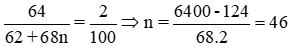 64/(62 + 68n) = 2/100 ⇒ n = (6400 - 124)/68.2 = 46